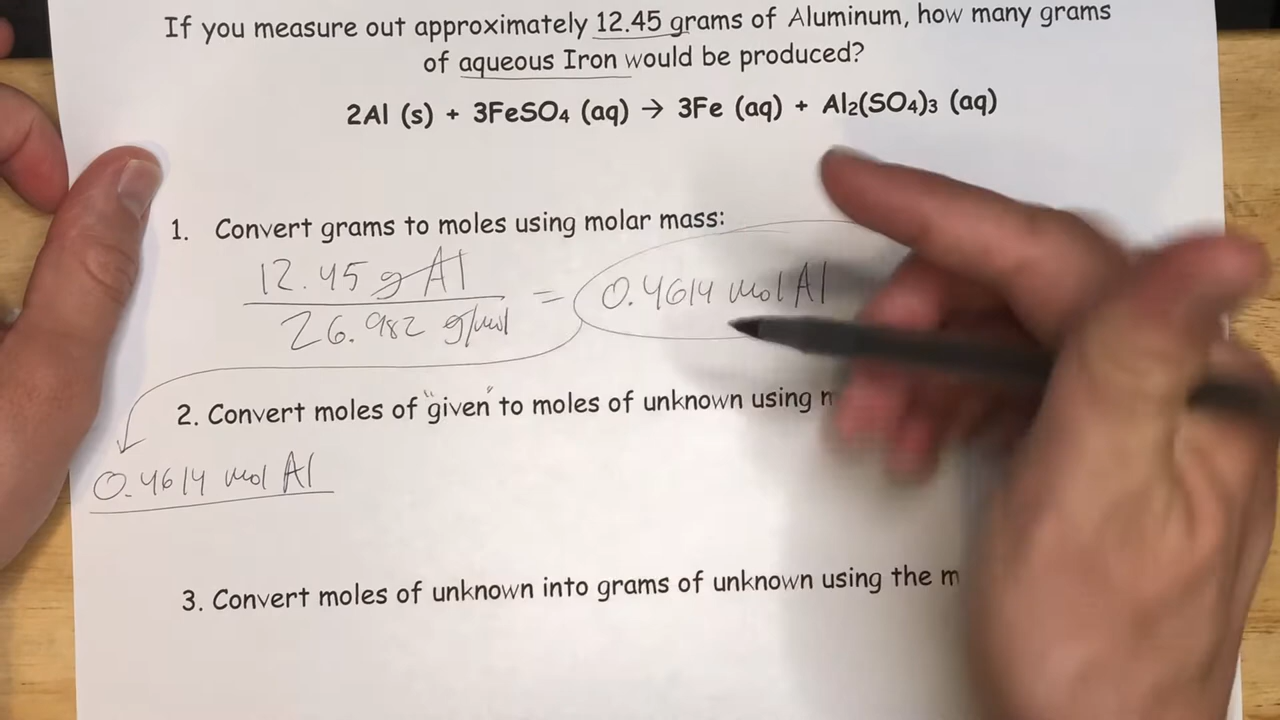 If you measure out approximately 12.45 grams of Aluminum, how many grams
of aqueous Iron would be produced?
2Al (s) + 3FeSO4 (aq) → 3Fe (aq) + Al2(SO4)3 (aq)
1. Convert grams to moles using molar mass:
12.45 g Al
26.982 g/mol
= 0.4614 mol Al
2. Convert moles of "given" to moles of unknown using
0.4614 mol Al
3. Convert moles of unknown into grams of unknown using the